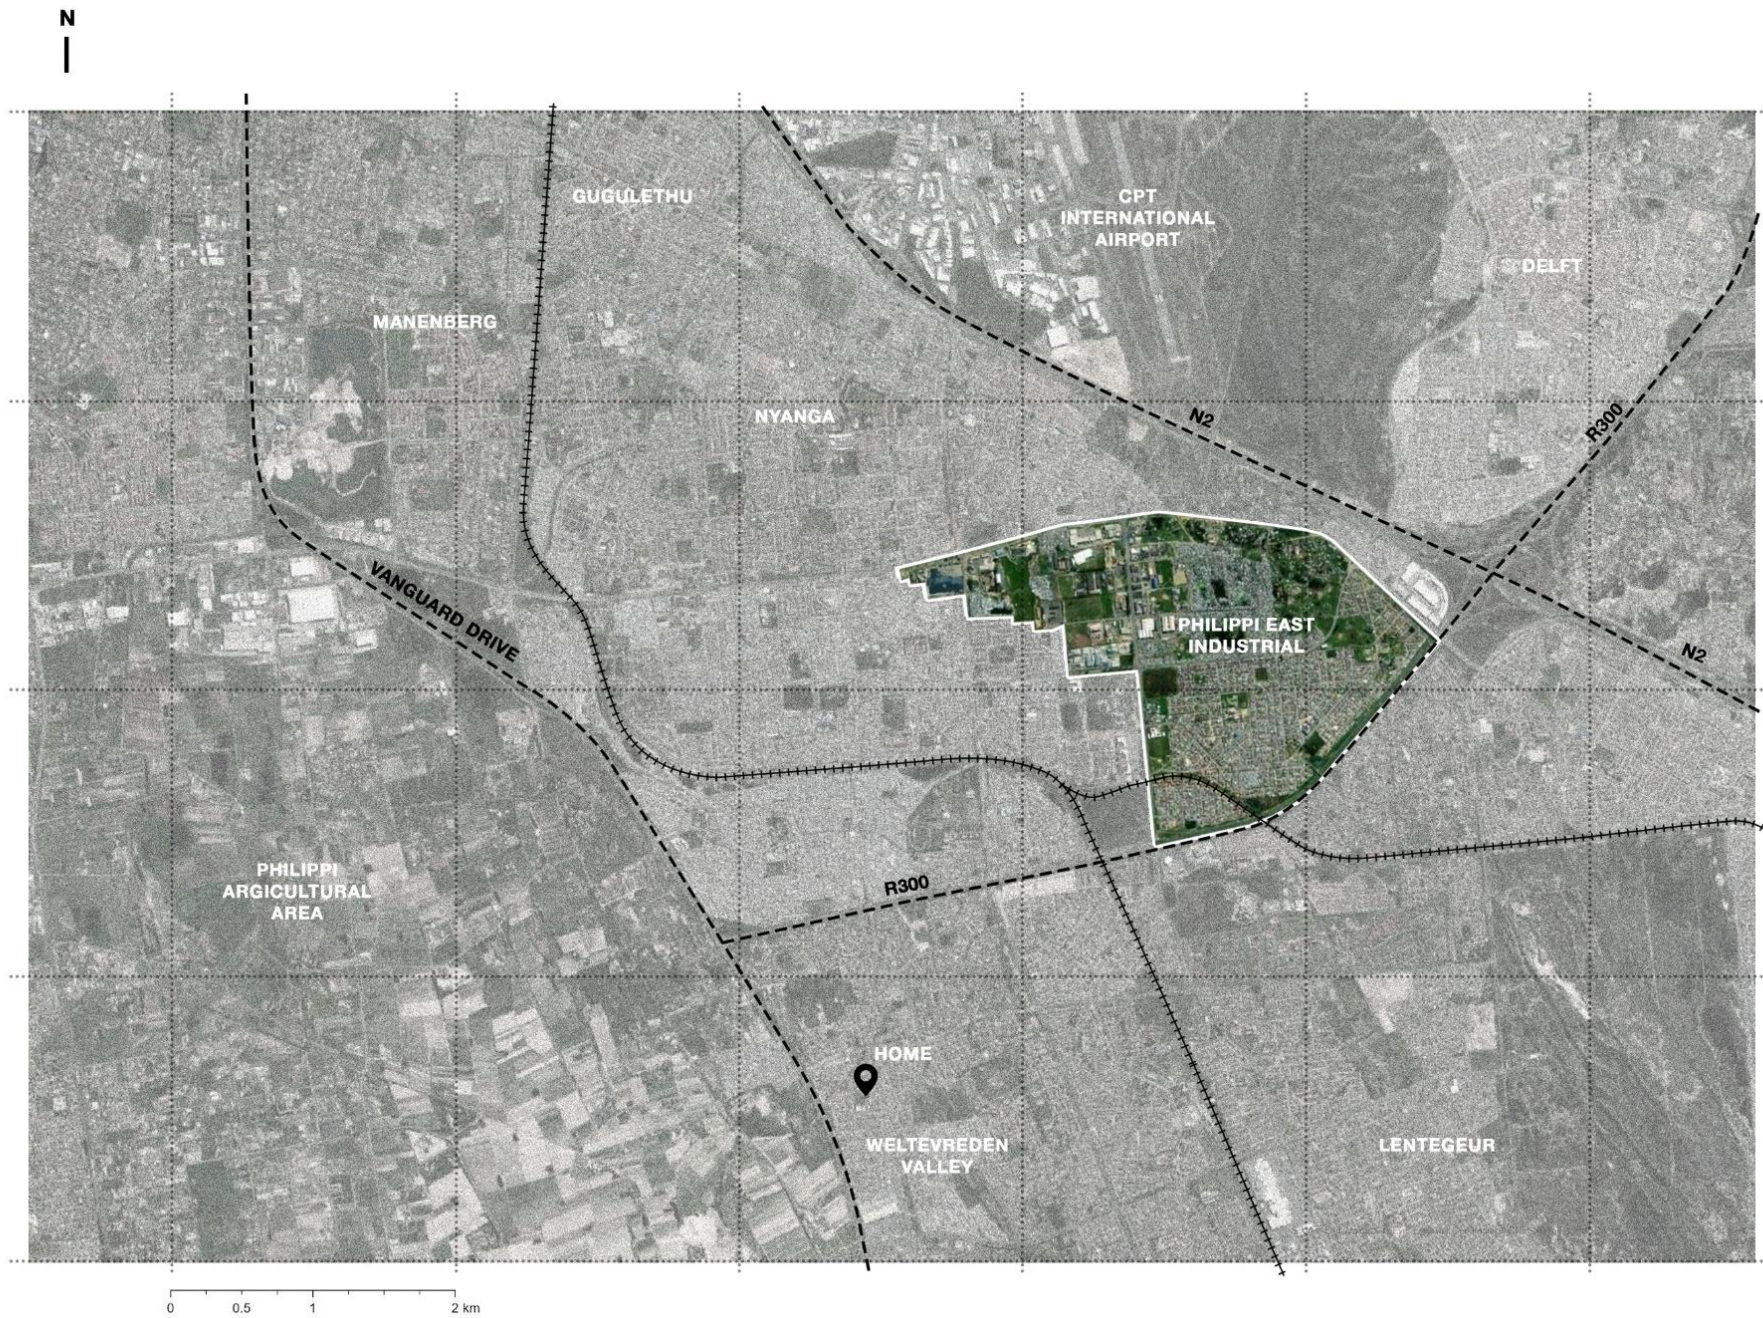 N
GUGULETHU
CPT
INTERNATIONAL
AIRPORT
DELFT
MANENBERG
NYANGA
N2
R300
VANGUARD DRIVE
PHILIPPI EAST
INDUSTRIAL
N2
PHILIPPI
ARGICULTURAL
AREA
R300
HOME
WELTEVREDEN
VALLEY
LENTEGEUR
0 0.5 1 2 km